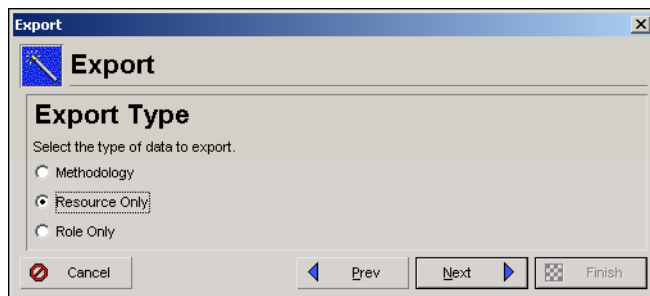 Export
Export
Export Type
Select the type of data to export.
Methodology
Resource Only
Role Only
Cancel
Prev
Next
Finish